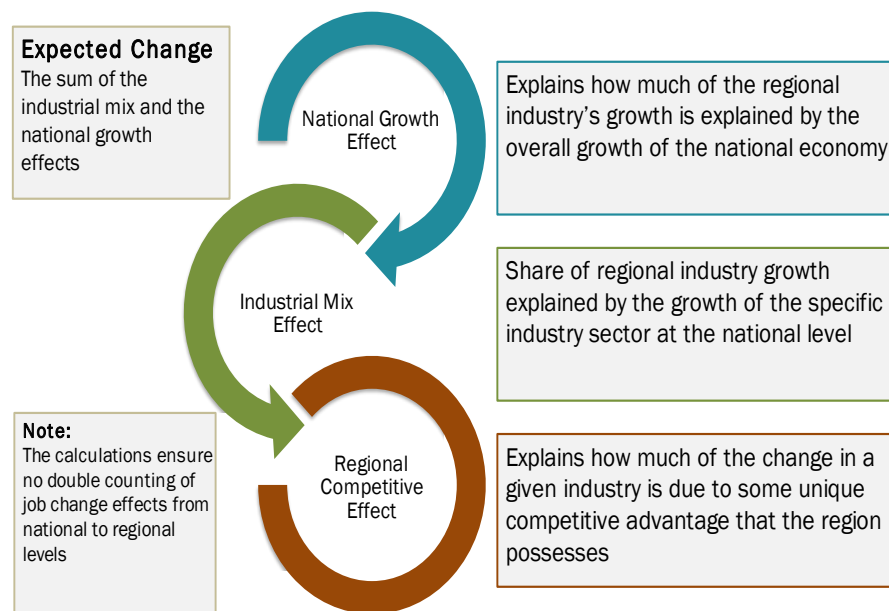 Expected Change
The sum of the
industrial mix and the
national growth
effects
National Growth
Effect
Explains how much of the regional
industry's growth is explained by the
overall growth of the national economy
Industrial Mix
Effect
Share of regional industry growth
explained by the growth of the specific
industry sector at the national level
Note:
The calculations ensure
no double counting of
job change effects from
national to regional
levels
Regional
Competitive
Effect
Explains how much of the change in a
given industry is due to some unique
competitive advantage that the region
possesses